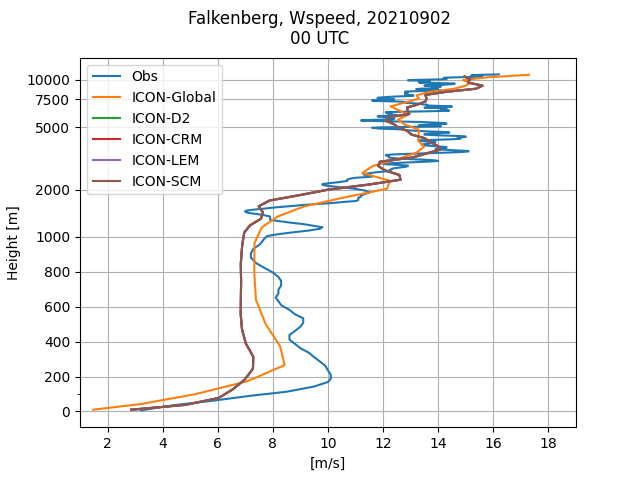 Falkenberg, Wspeed, 20210902
00 UTC
Obs
ICON-Global
ICON-D2
ICON-CRM
ICON-LEM
ICON-SCM
10000
7500
5000
2000
1000
800
600
400
200
0
Height [m]
2 4 6 8 10 12 14 16 18
[m/s]